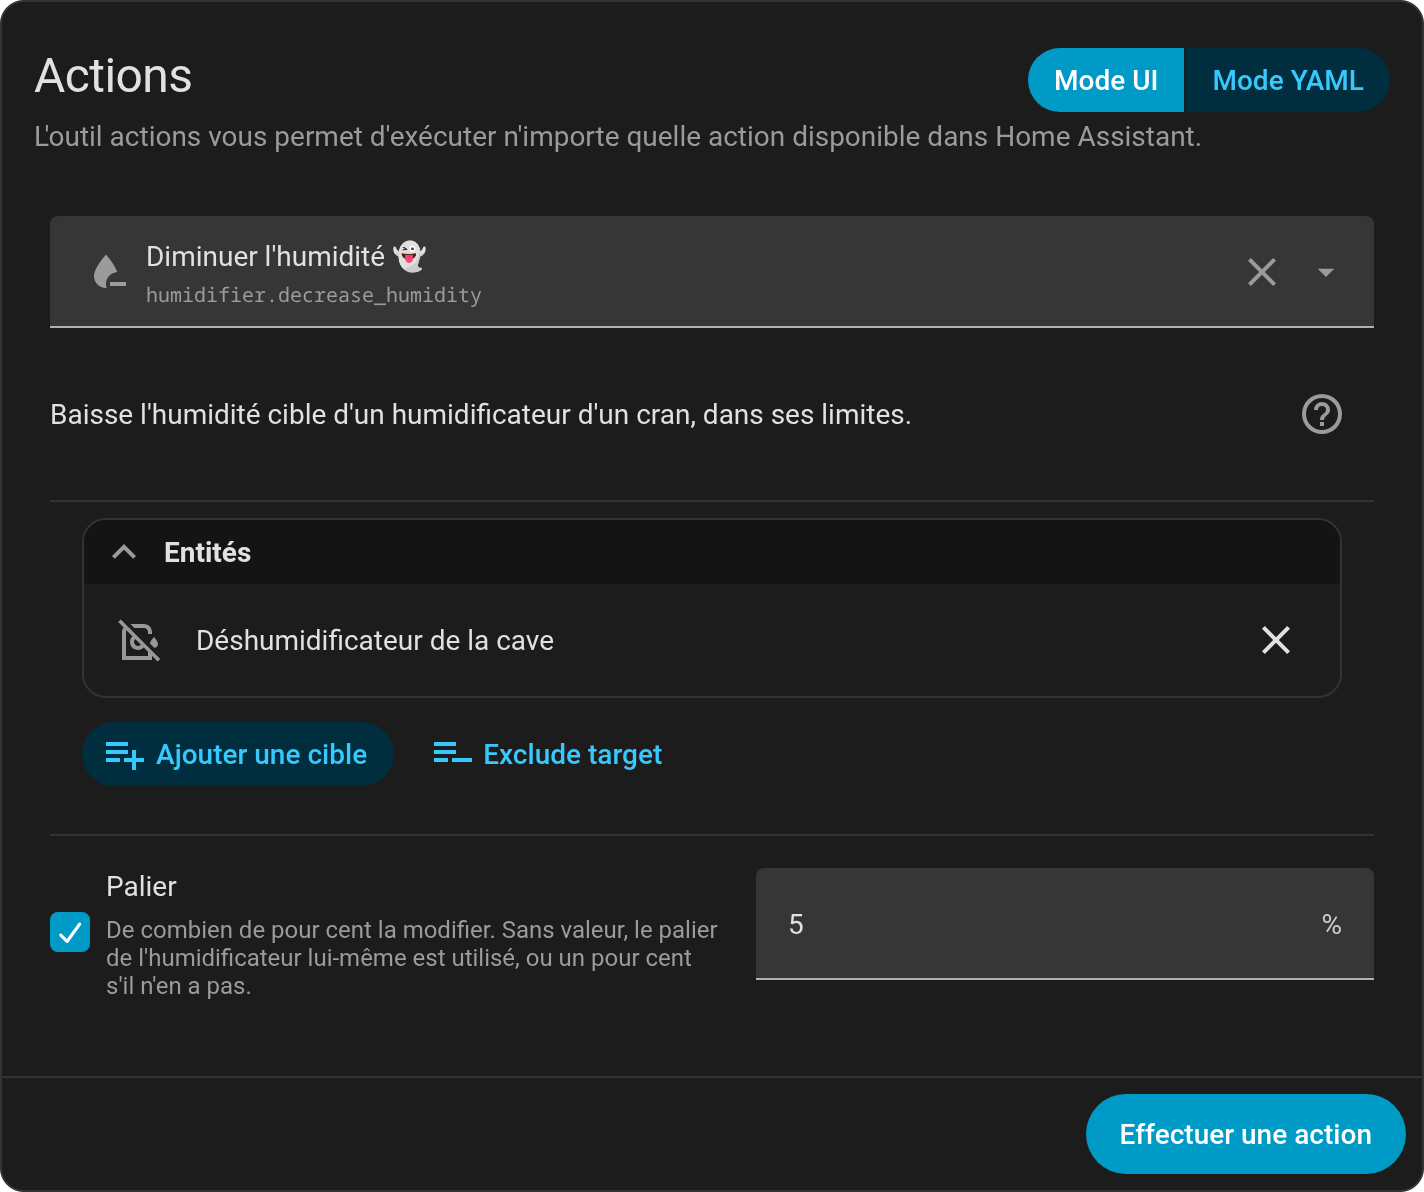 Actions
Mode UI
Mode YAML
L'outil actions vous permet d'exécuter n'importe quelle action disponible dans Home Assistant.
Diminuer l'humidité 👻
humidifier.decrease_humidity
Baisse l'humidité cible d'un humidificateur d'un cran, dans ses limites.
Entités
Déshumidificateur de la cave
Ajouter une cible
Exclude target
Palier
De combien de pour cent la modifier. Sans valeur, le palier
de l'humidificateur lui-même est utilisé, ou un pour cent
s'il n'en a pas.
5 %
Effectuer une action